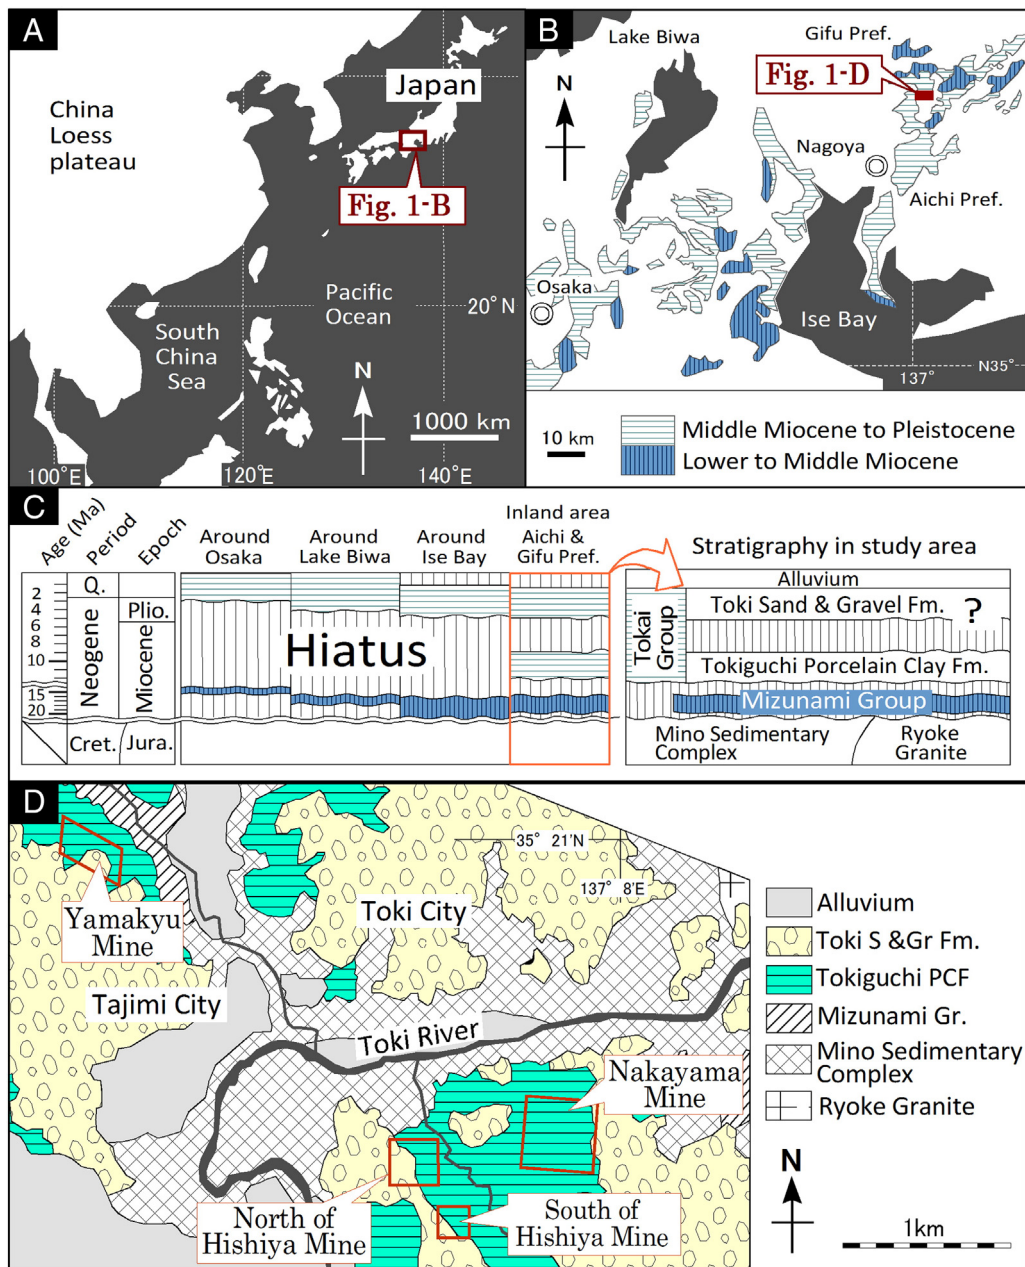 A
China
Loess
plateau
Japan
Fig. 1-B
Pacific
Ocean
20°N
South
China
Sea
N
1000 km
100°E
120°E
140°E
B
Lake Biwa
Gifu Pref.
Fig. 1-D
N
Nagoya
Aichi Pref.
Osaka
Ise Bay
137°
N35°
10 km
Middle Miocene to Pleistocene
Lower to Middle Miocene
C
Age (Ma)
Period
Epoch
Around
Osaka
Around
Lake Biwa
Around
Ise Bay
Inland area
Aichi &
Gifu Pref.
Stratigraphy in study area
2
4
6
8
10
15
20
Q.
Neogene
Cret.
Plio.
Miocene
Jura.
Hiatus
Alluvium
Tokai
Group
Toki Sand & Gravel Fm.
?
Tokiguchi Porcelain Clay Fm.
Mizunami Group
Mino Sedimentary
Complex
Ryoke
Granite
D
35° 21'N
137° 8'E
Yamakyu
Mine
Toki City
Tajimi City
Toki River
Nakayama
Mine
North of
Hishiya Mine
South of
Hishiya Mine
Alluvium
Toki S &Gr Fm.
Tokiguchi PCF
Mizunami Gr.
Mino Sedimentary
Complex
Ryoke Granite
N
1km